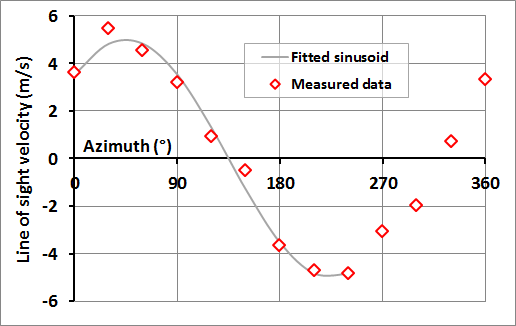 6
4
2
0
-2
-4
-6
Line of sight velocity (m/s)
Fitted sinusoid
Measured data
Azimuth (°)
0 90 180 270 360